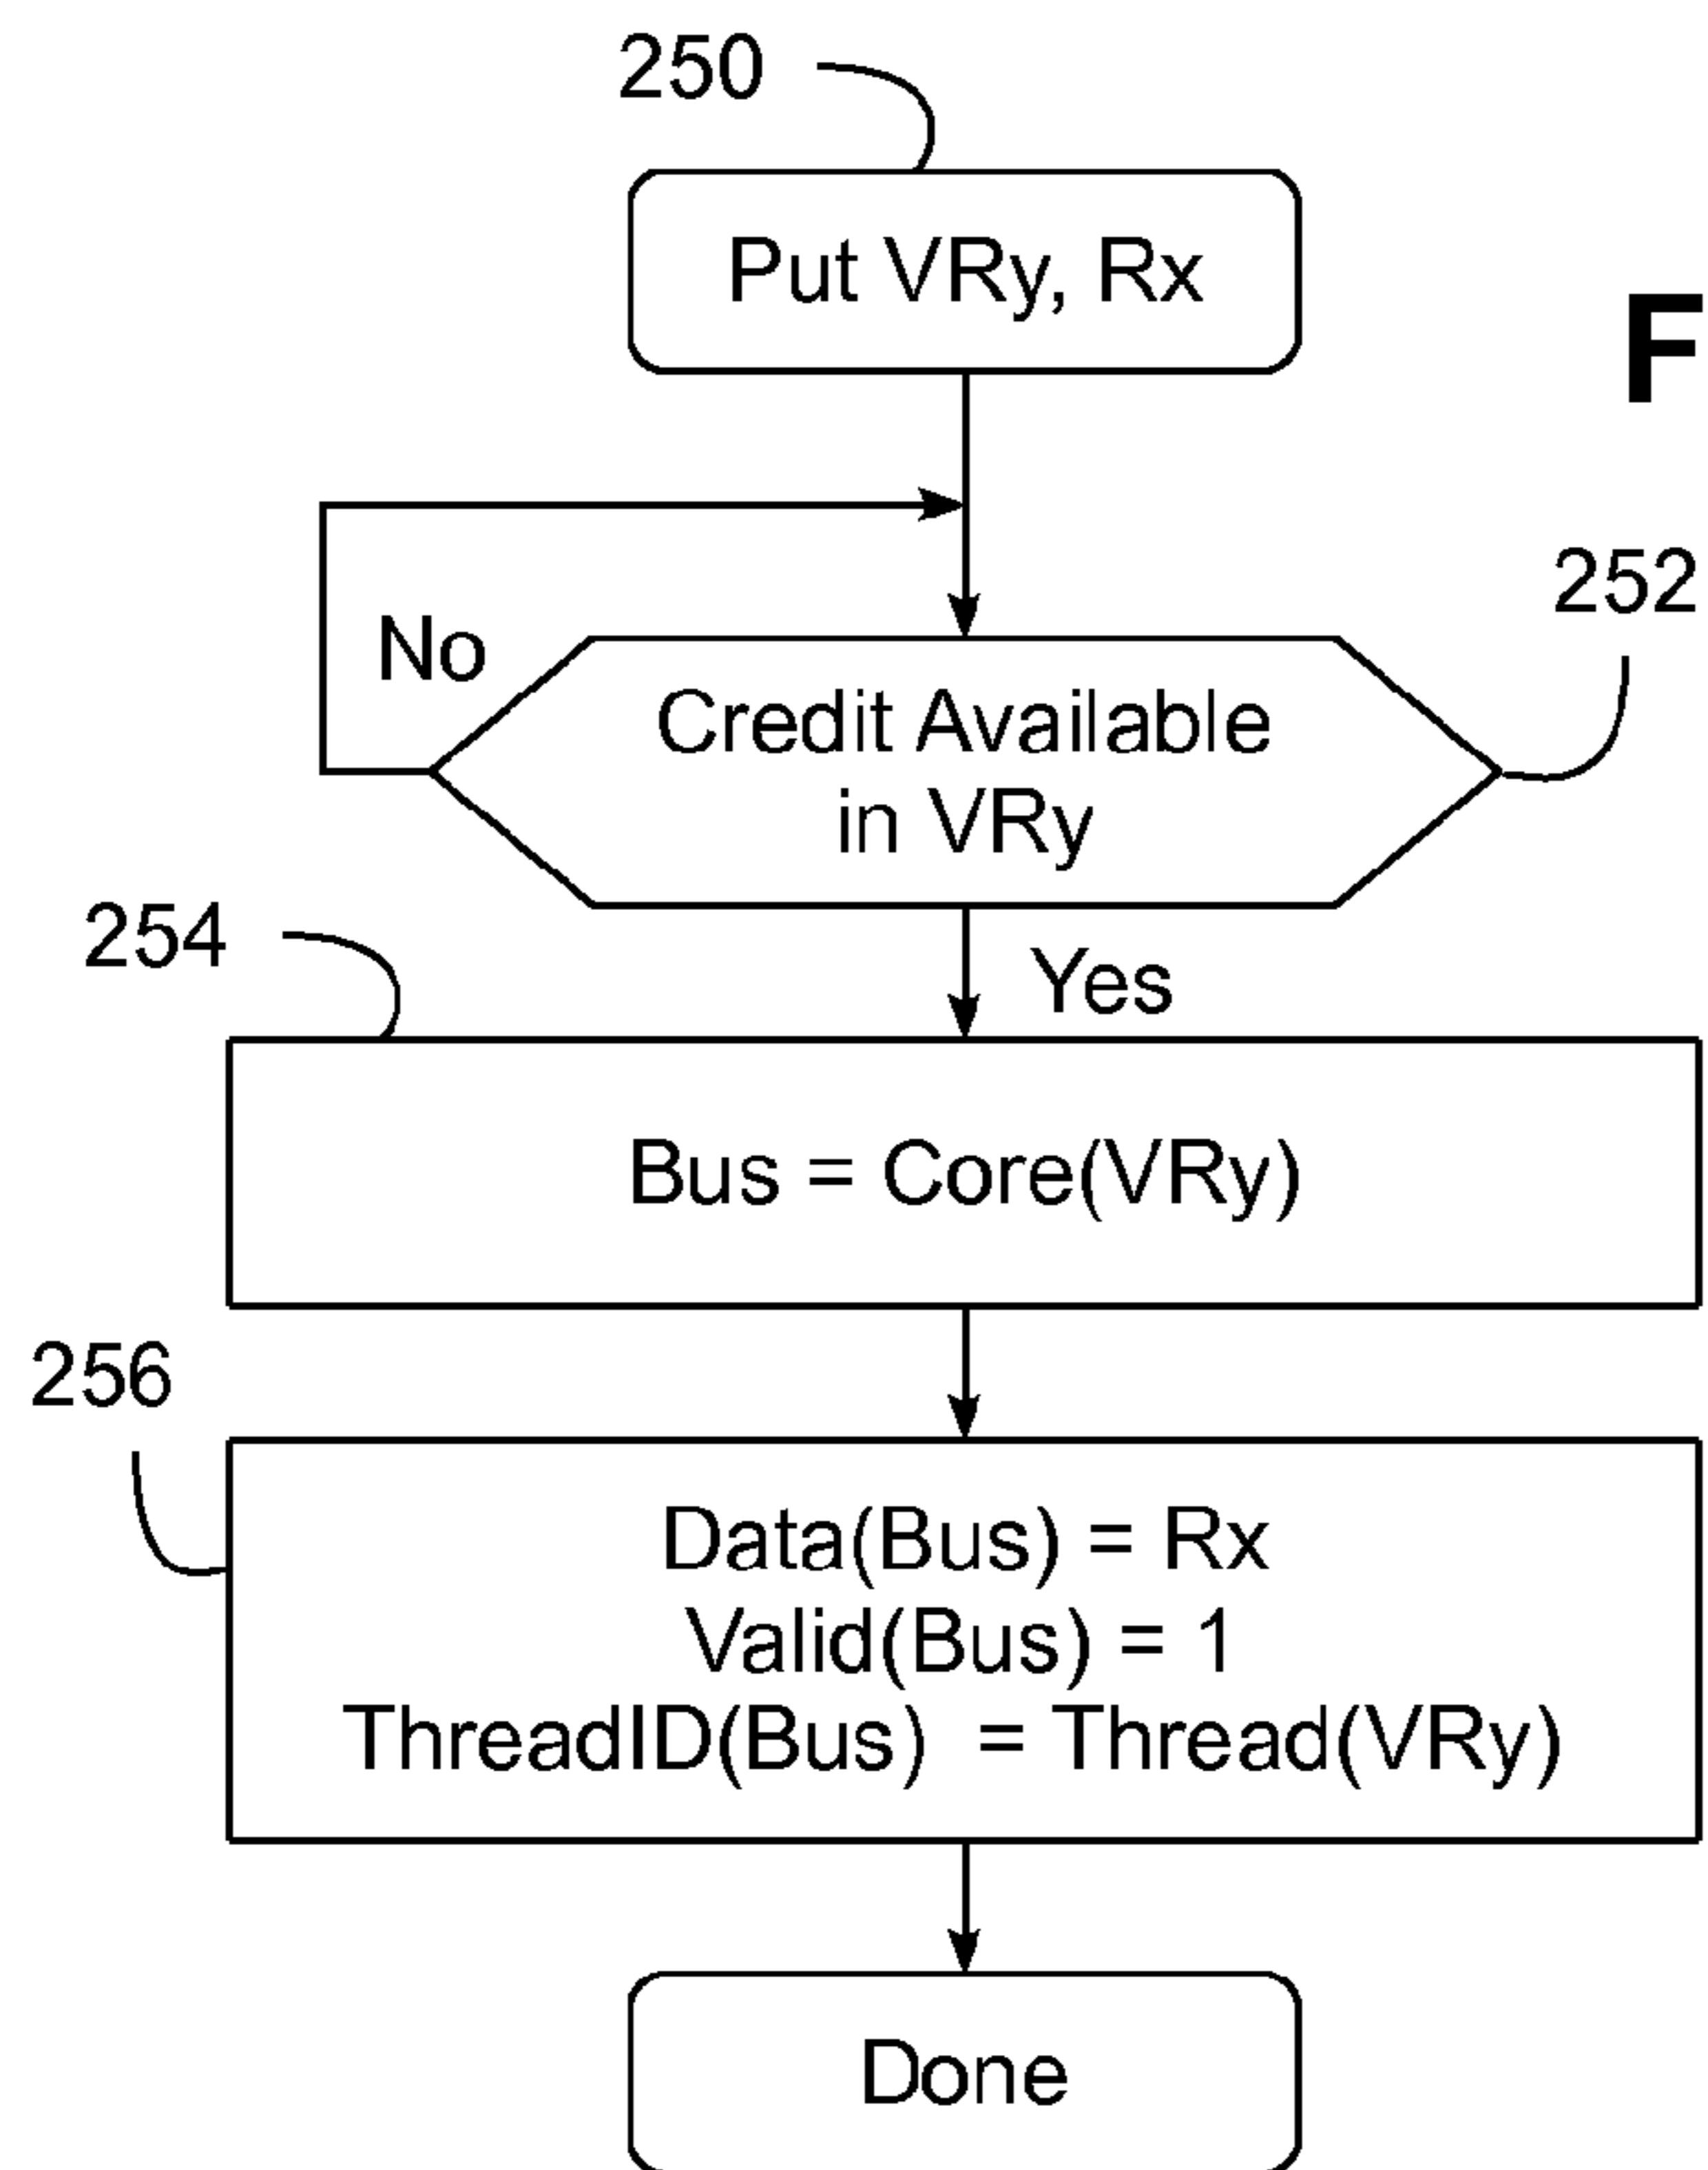 250
Put VRy, Rx
F
252
No
Credit Available
in VRy
254
Yes
Bus = Core(VRy)
256
Data(Bus) = Rx
Valid(Bus) = 1
ThreadID(Bus) = Thread(VRy)
Done